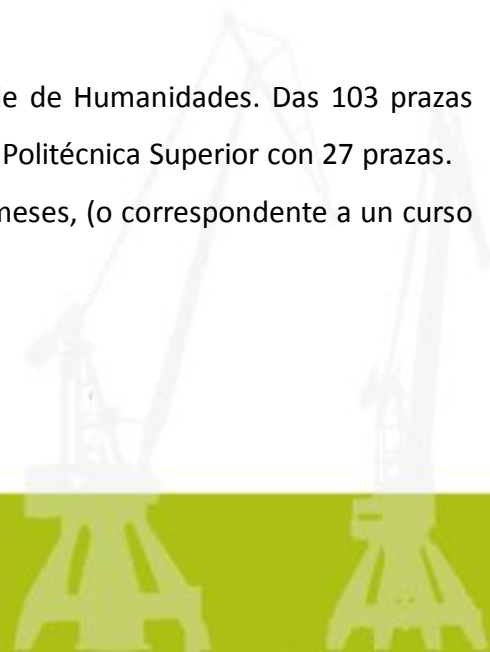 de Humanidades. Das 103 prazas
Politécnica Superior con 27 prazas.
meses, (o correspondente a un curso